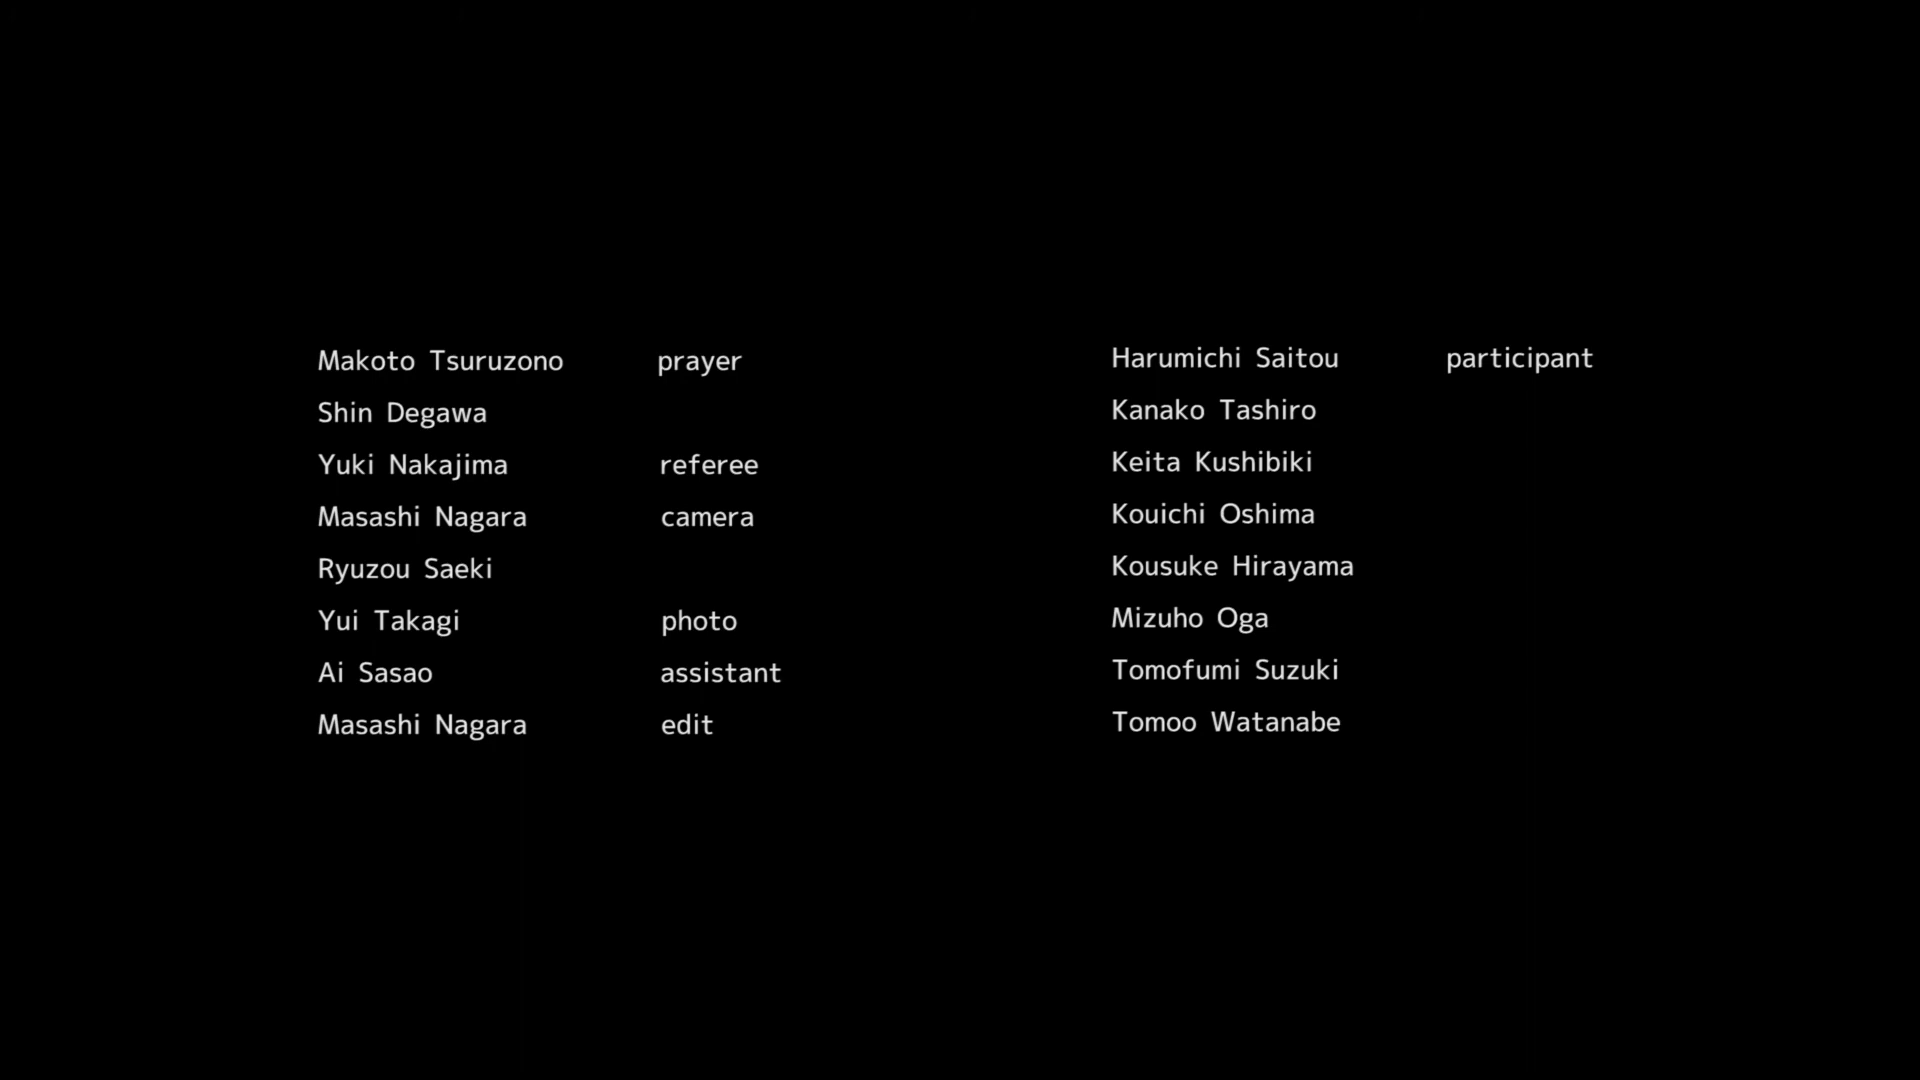 Makoto Tsuruzono prayer
Shin Degawa
Yuki Nakajima referee
Masashi Nagara camera
Ryuzou Saeki
Yui Takagi photo
Ai Sasao assistant
Masashi Nagara edit
Harumichi Saitou participant
Kanako Tashiro
Keita Kushibiki
Kouichi Oshima
Kousuke Hirayama
Mizuho Oga
Tomofumi Suzuki
Tomoo Watanabe